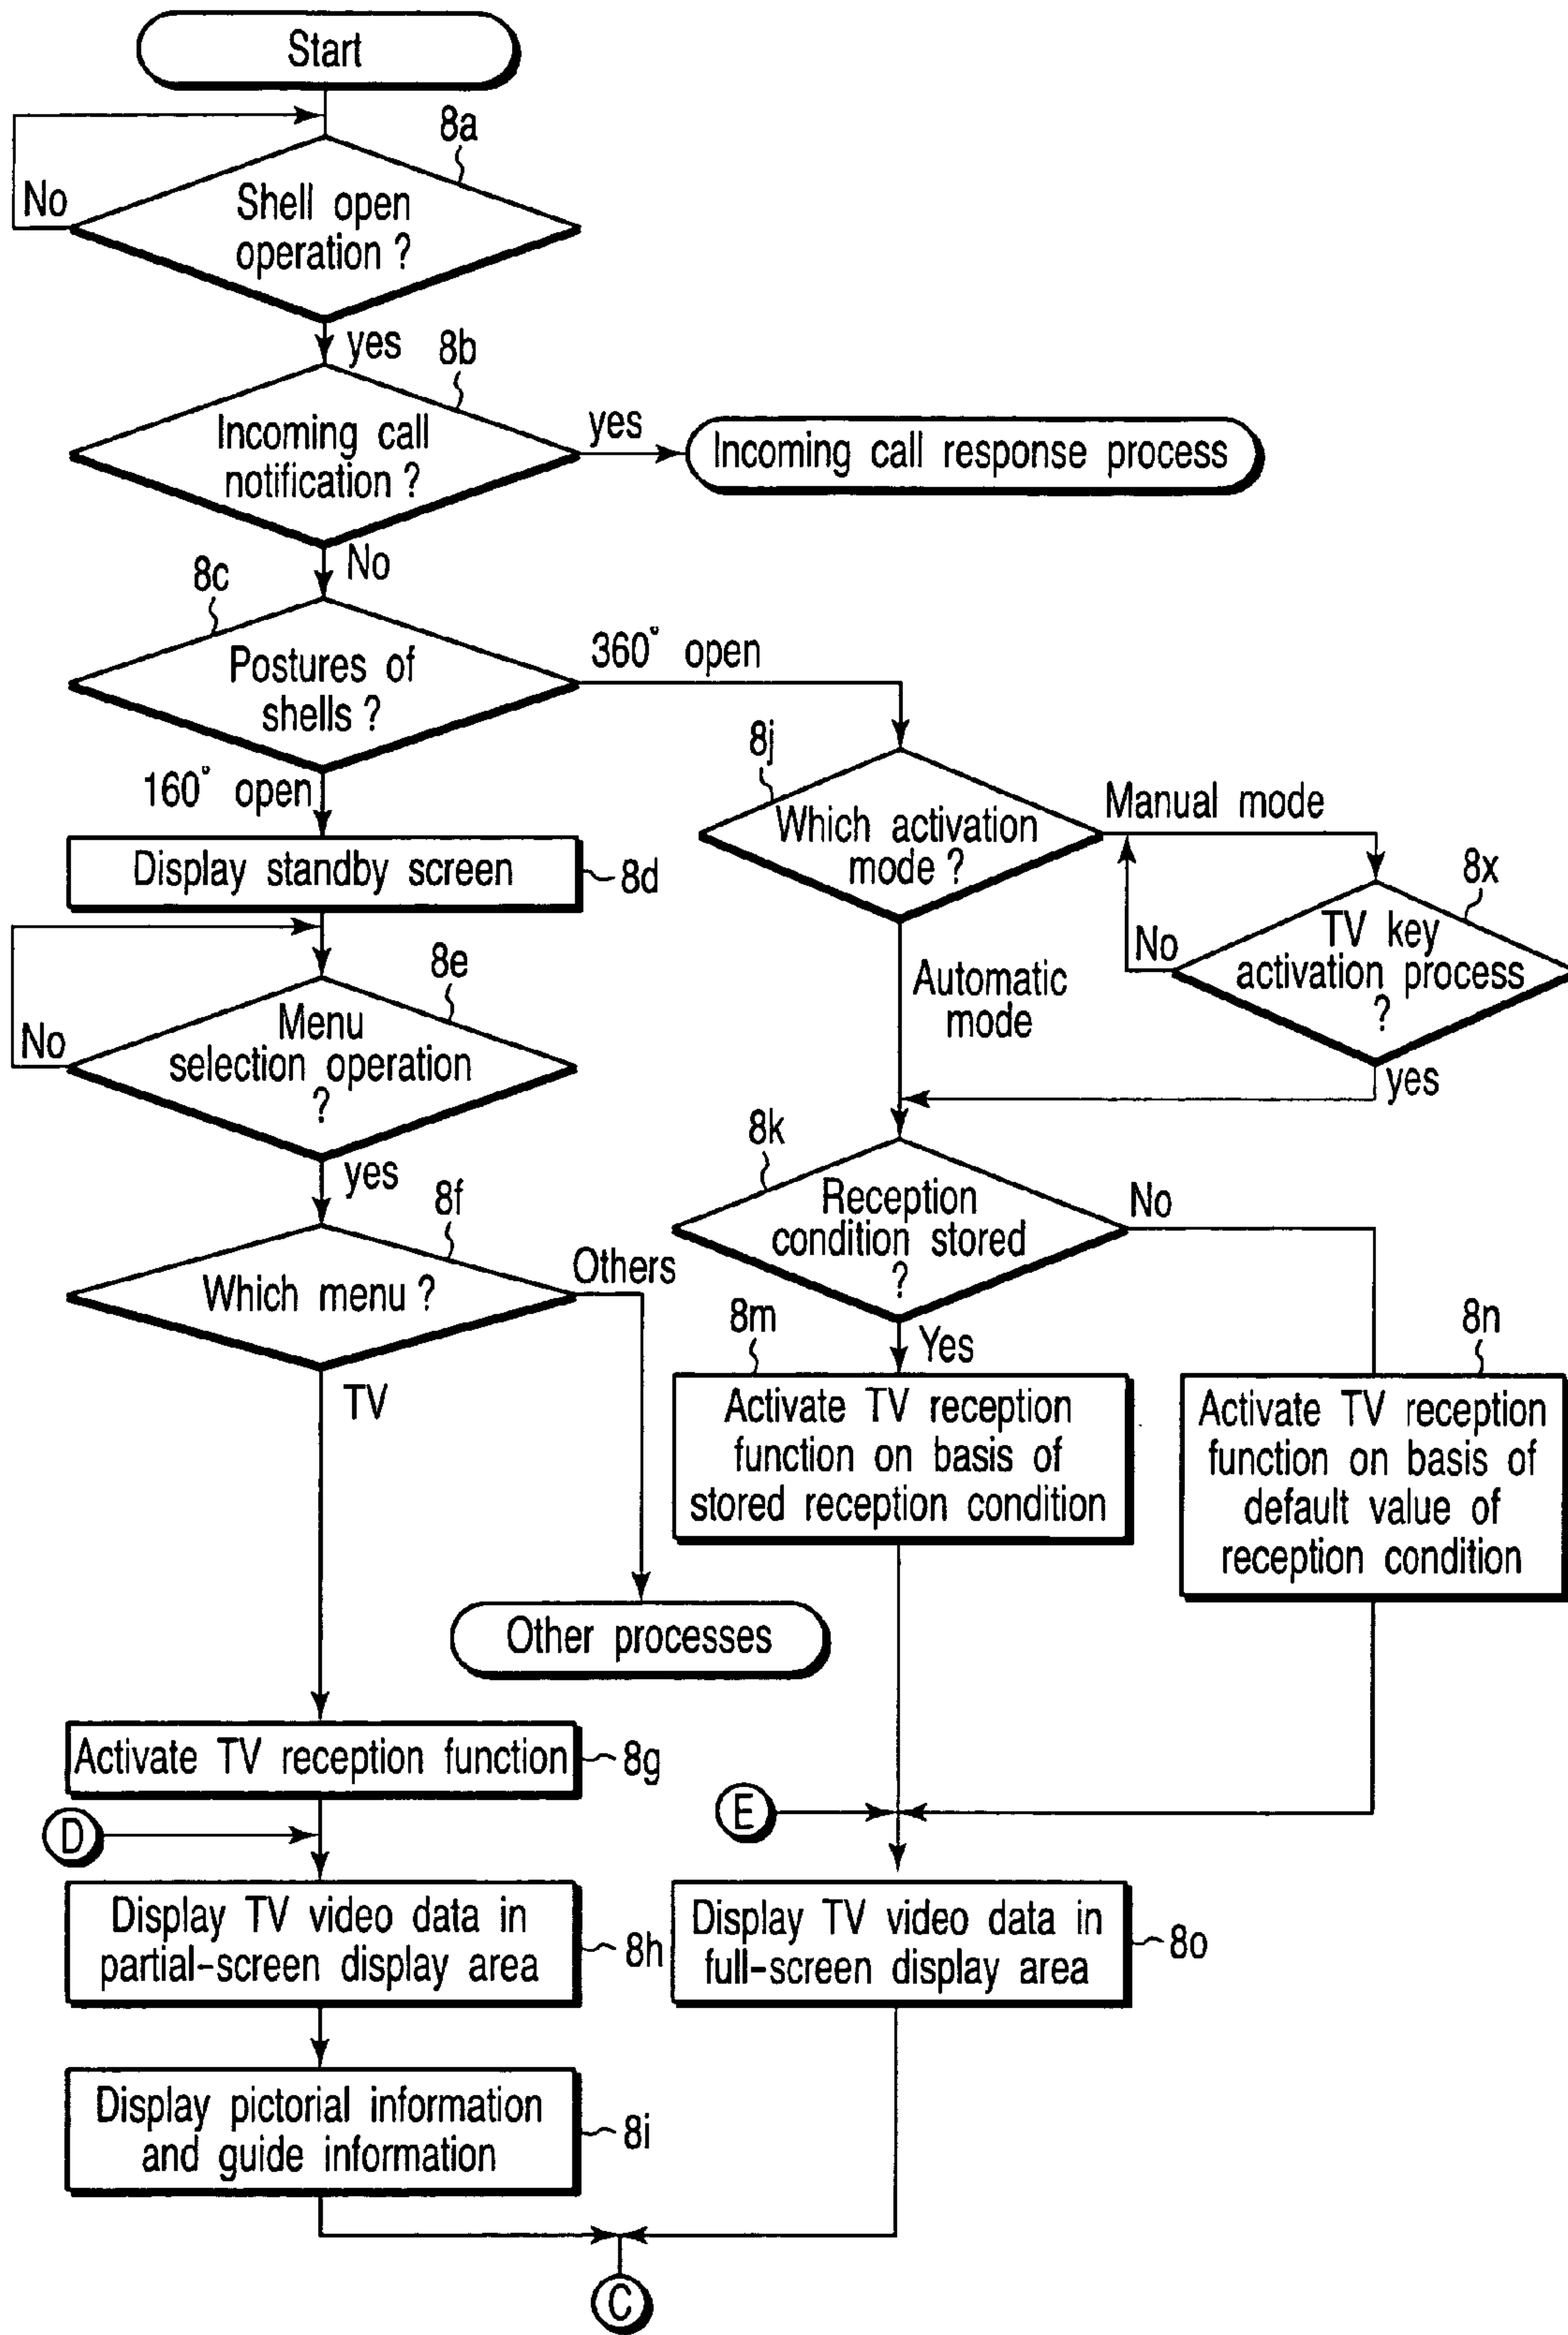 Start
8a
No
Shell open
operation ?
yes
8b
Incoming call
notification ?
yes
Incoming call response process
No
8c
Postures of
shells ?
360° open
160° open
8j
Which activation
mode ?
Manual mode
Display standby screen
8d
8x
TV key
activation process
?
No
Automatic
mode
yes
8e
Menu
selection operation
?
No
yes
8k
Reception
condition stored
?
No
8f
Which menu ?
Others
TV
8m
Yes
8n
Activate TV reception
function on basis of
stored reception condition
Activate TV reception
function on basis of
default value of
reception condition
Other processes
Activate TV reception function
8g
D
E
Display TV video data in
partial-screen display area
8h
Display TV video data in
full-screen display area
8o
Display pictorial information
and guide information
8i
C